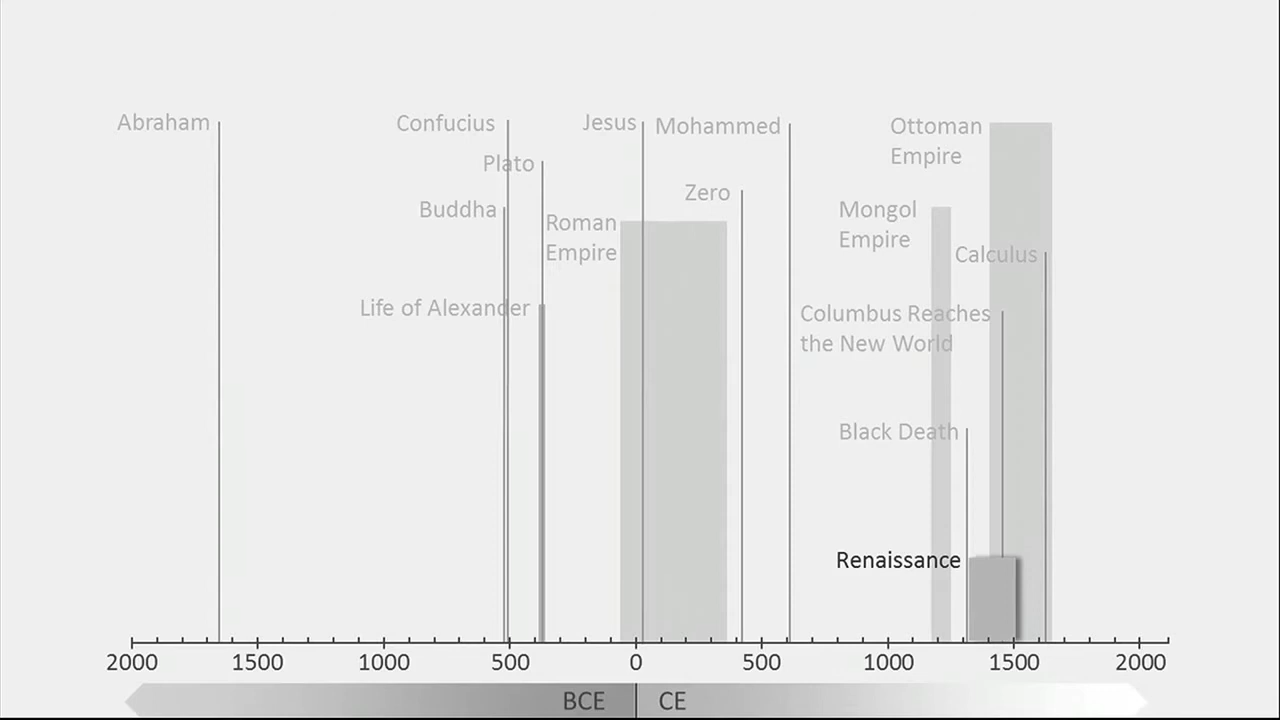 Abraham
Confucius
Jesus
Mohammed
Ottoman
Empire
Plato
Zero
Buddha
Mongol
Empire
Roman
Empire
Calculus
Life of Alexander
Columbus Reaches
the New World
Black Death
Renaissance
2000 1500 1000 500 0 500 1000 1500 2000
BCE CE